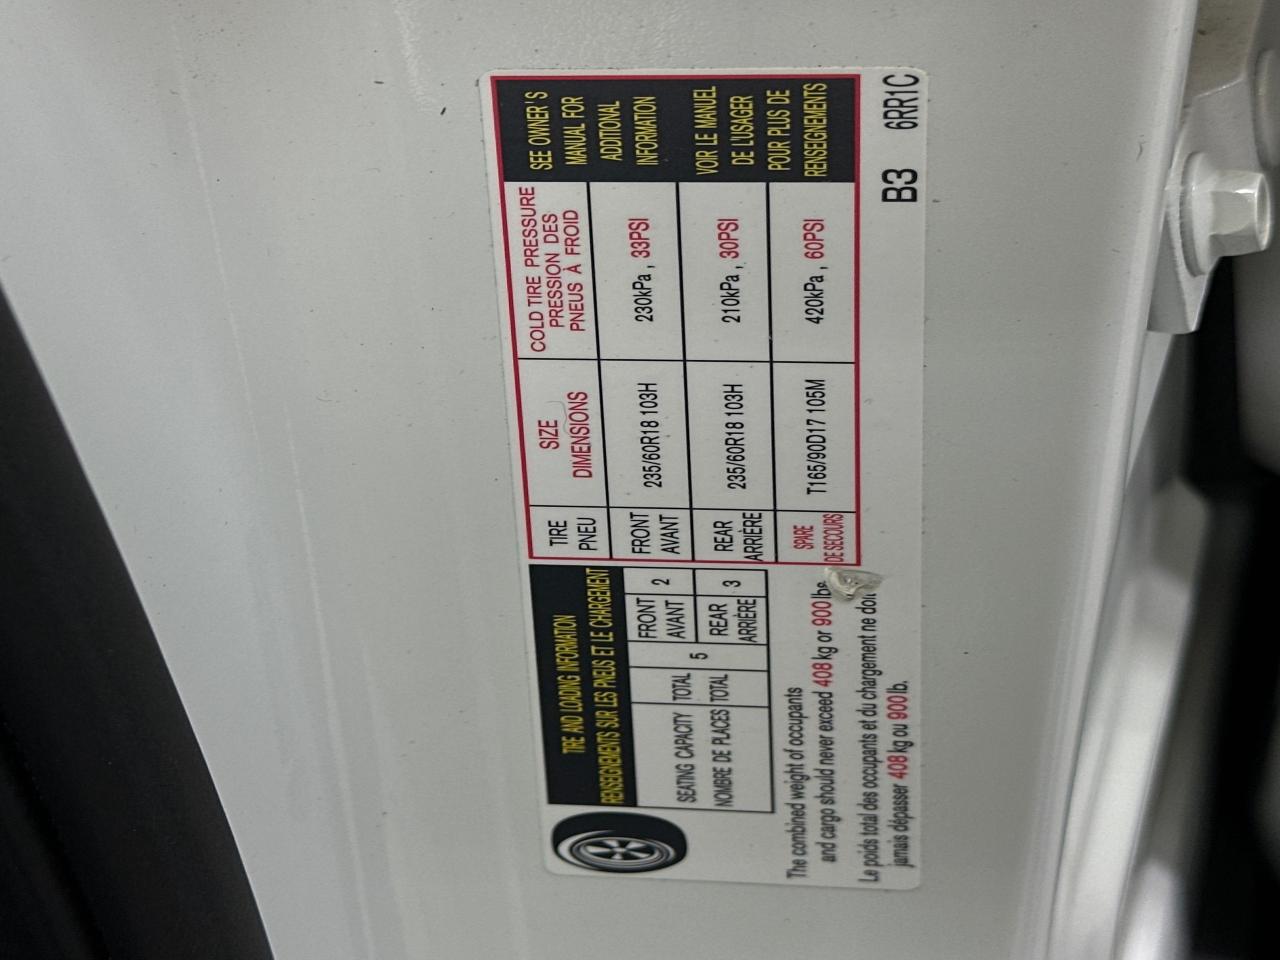 TIRE AND LOADING INFORMATION
RENSEIGNEMENTS SUR LES PNEUS ET LE CHARGEMENT
SEATING CAPACITY TOTAL
NOMBRE DE PLACES TOTAL
5
FRONT
AVANT
2
REAR
ARRIÈRE
3
The combined weight of occupants
and cargo should never exceed 408 kg or 900 lbs.
Le poids total des occupants et du chargement ne doit
jamais dépasser 408 kg ou 900 lb.
TIRE
PNEU
SIZE
DIMENSIONS
COLD TIRE PRESSURE
PRESSION DES
PNEUS À FROID
FRONT
AVANT
235/60R18 103H
230kPa , 33PSI
REAR
ARRIÈRE
235/60R18 103H
210kPa , 30PSI
SPARE
DE SECOURS
T165/90D17 105M
420kPa , 60PSI
SEE OWNER'S
MANUAL FOR
ADDITIONAL
INFORMATION
VOIR LE MANUEL
DE L'USAGER
POUR PLUS DE
RENSEIGNEMENTS
B3 6RR1C